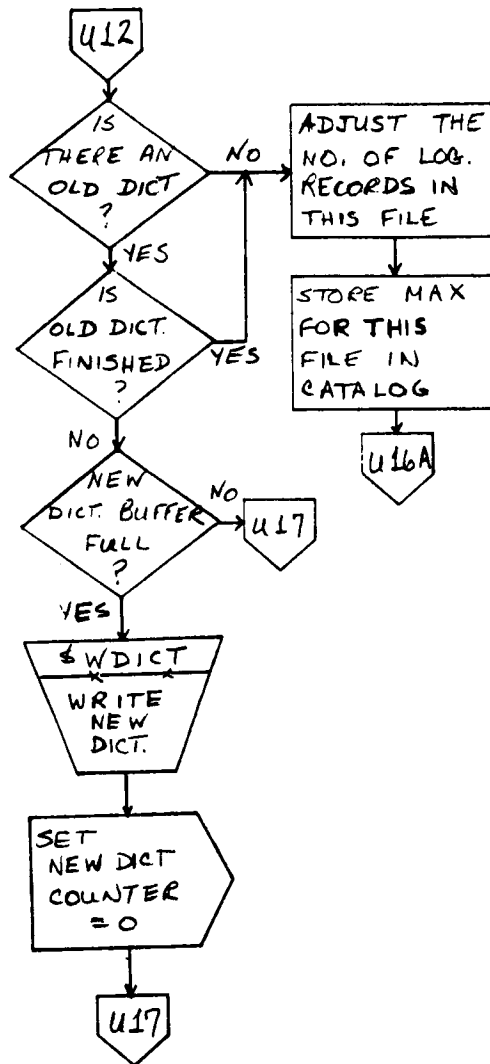 U12
IS
THERE AN
OLD DICT
?
NO
YES
ADJUST THE
NO. OF LOG.
RECORDS IN
THIS FILE
IS
OLD DICT.
FINISHED
?
YES
NO
STORE MAX
FOR THIS
FILE IN
CATALOG
U16A
NEW
DICT. BUFFER
FULL
?
NO
U17
YES
$ WDICT
WRITE
NEW
DICT.
SET
NEW DICT
COUNTER
= 0
U17